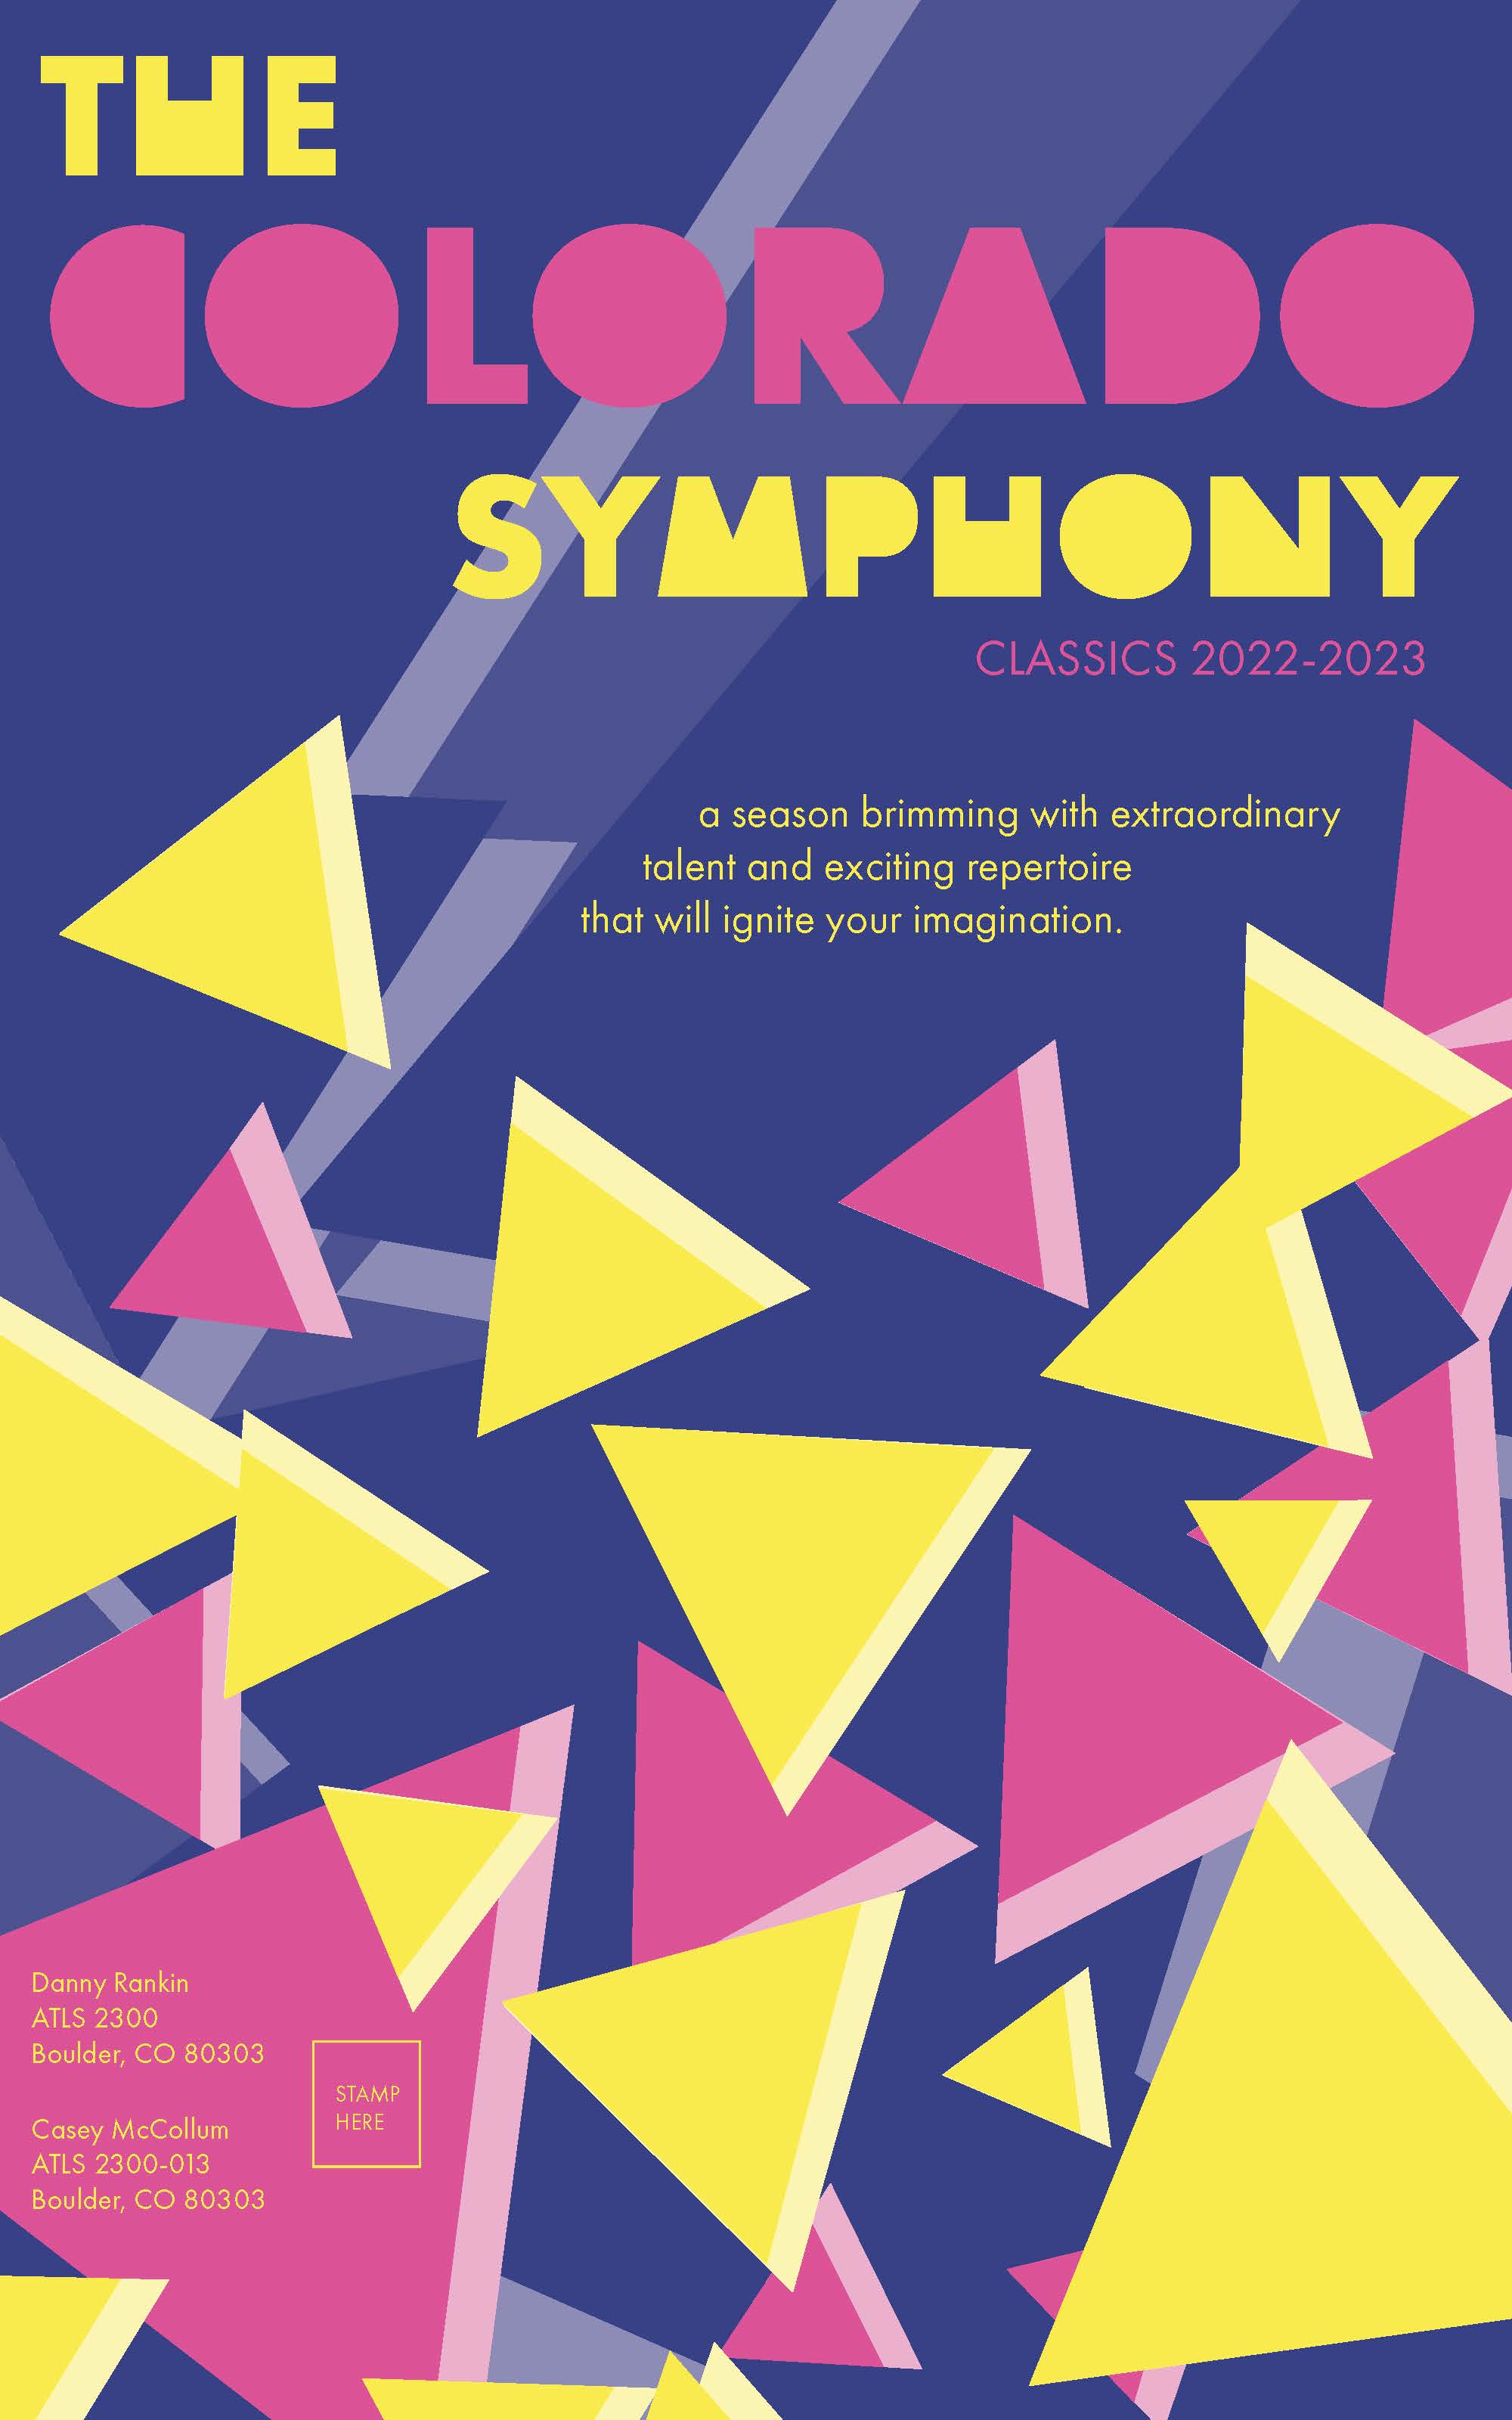 THE
COLORADO
SYMPHONY
CLASSICS 2022-2023
a season brimming with extraordinary
talent and exciting repertoire
that will ignite your imagination.
Danny Rankin
ATLS 2300
Boulder, CO 80303
STAMP
HERE
Casey McCollum
ATLS 2300-013
Boulder, CO 80303